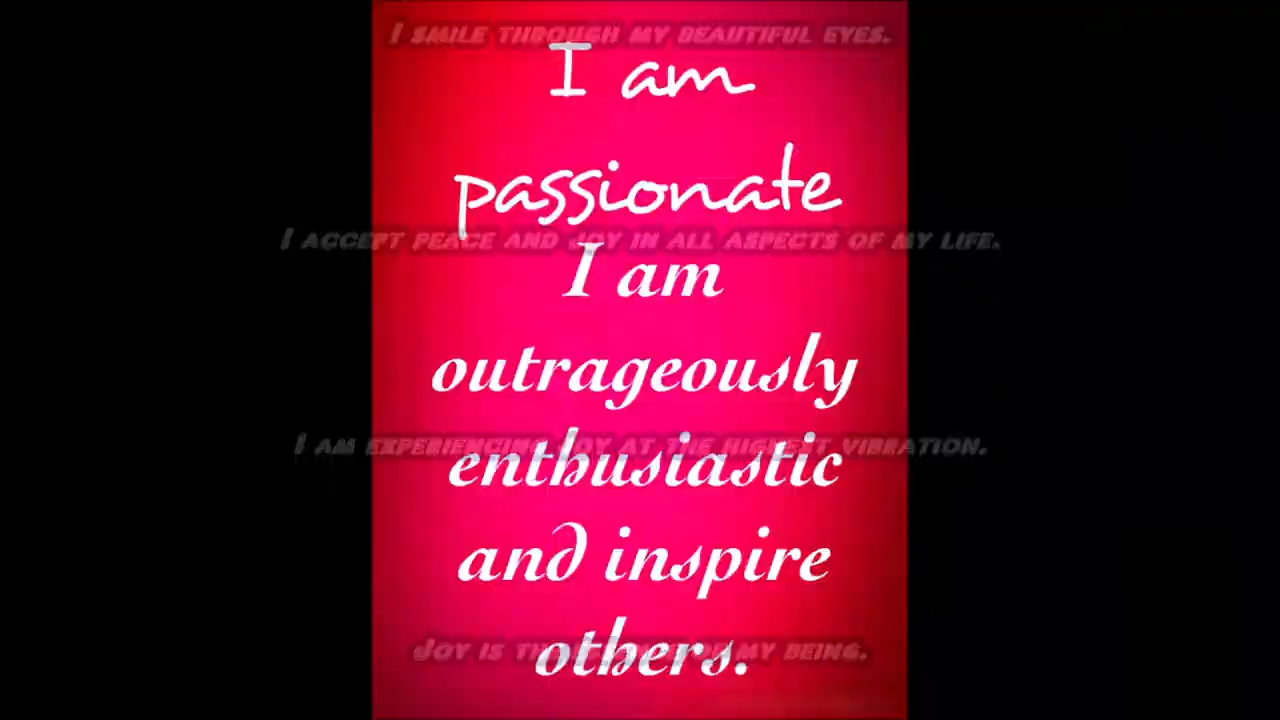 I smile through my beautiful eyes.
I am
passionate
I accept peace and joy in all aspects of my life.
I am
outrageously
I am experiencing joy at the highest vibration.
enthusiastic
and inspire
Joy is the of my being.
others.